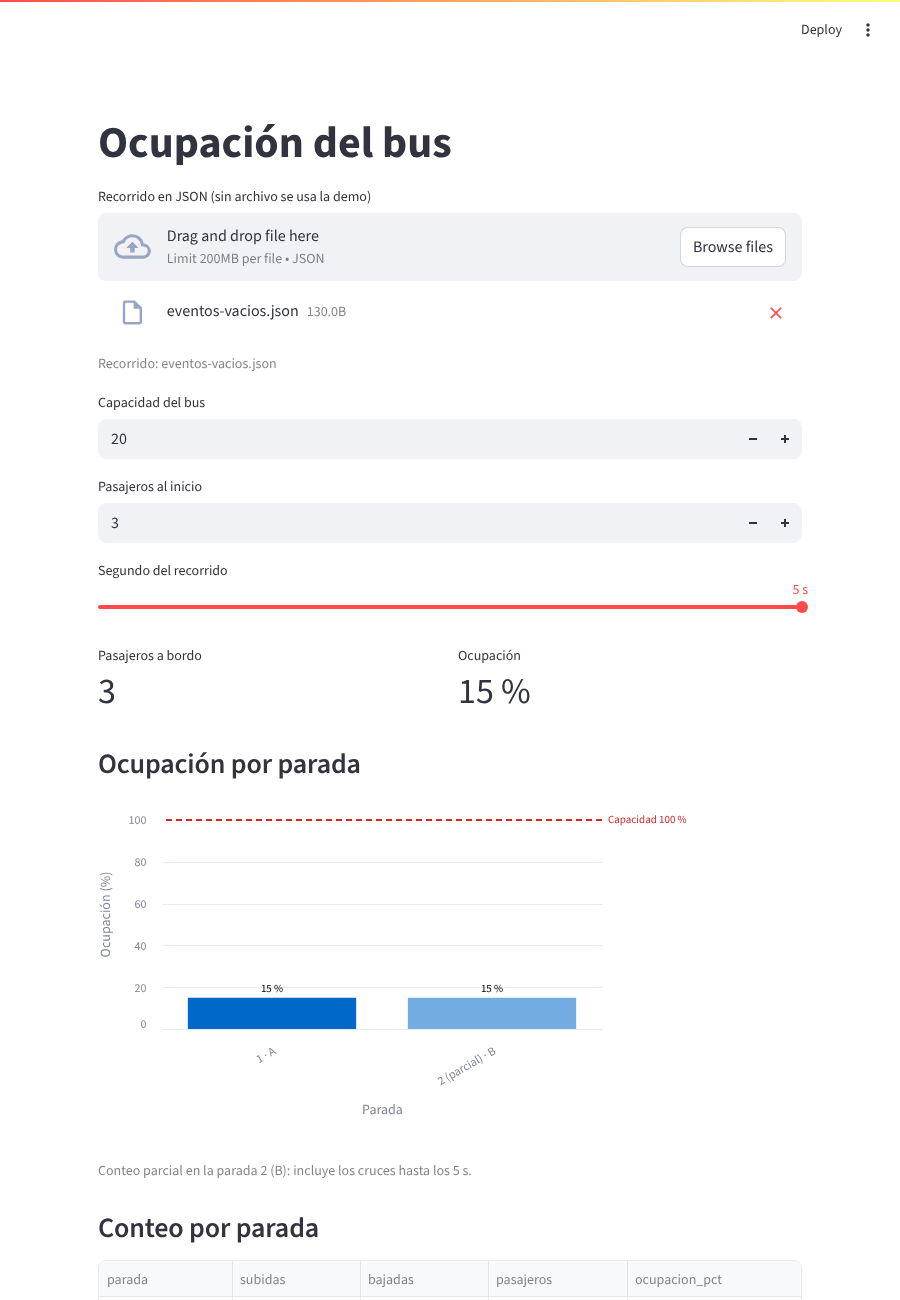 Deploy
Ocupación del bus
Recorrido en JSON (sin archivo se usa la demo)
Drag and drop file here
Limit 200MB per file • JSON
Browse files
eventos-vacios.json 130.0B
Recorrido: eventos-vacios.json
Capacidad del bus
20
Pasajeros al inicio
3
Segundo del recorrido
5 s
Pasajeros a bordo
3
Ocupación
15 %
Ocupación por parada
100
Capacidad 100 %
80
60
40
20
0
Ocupación (%)
15 %
15 %
1 · A
2 (parcial) · B
Parada
Conteo parcial en la parada 2 (B): incluye los cruces hasta los 5 s.
Conteo por parada
parada subidas bajadas pasajeros ocupacion_pct